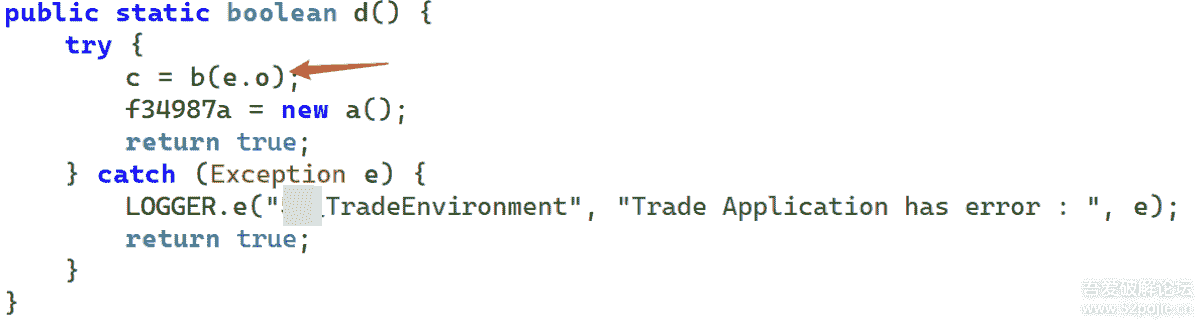 public static boolean d() {
try {
c = b(e.o);
f34987a = new a();
return true;
} catch (Exception e) {
LOGGER.e(" _TradeEnvironment", "Trade Application has error : ", e);
return true;
}
}
吾爱破解论坛
www.52pojie.cn